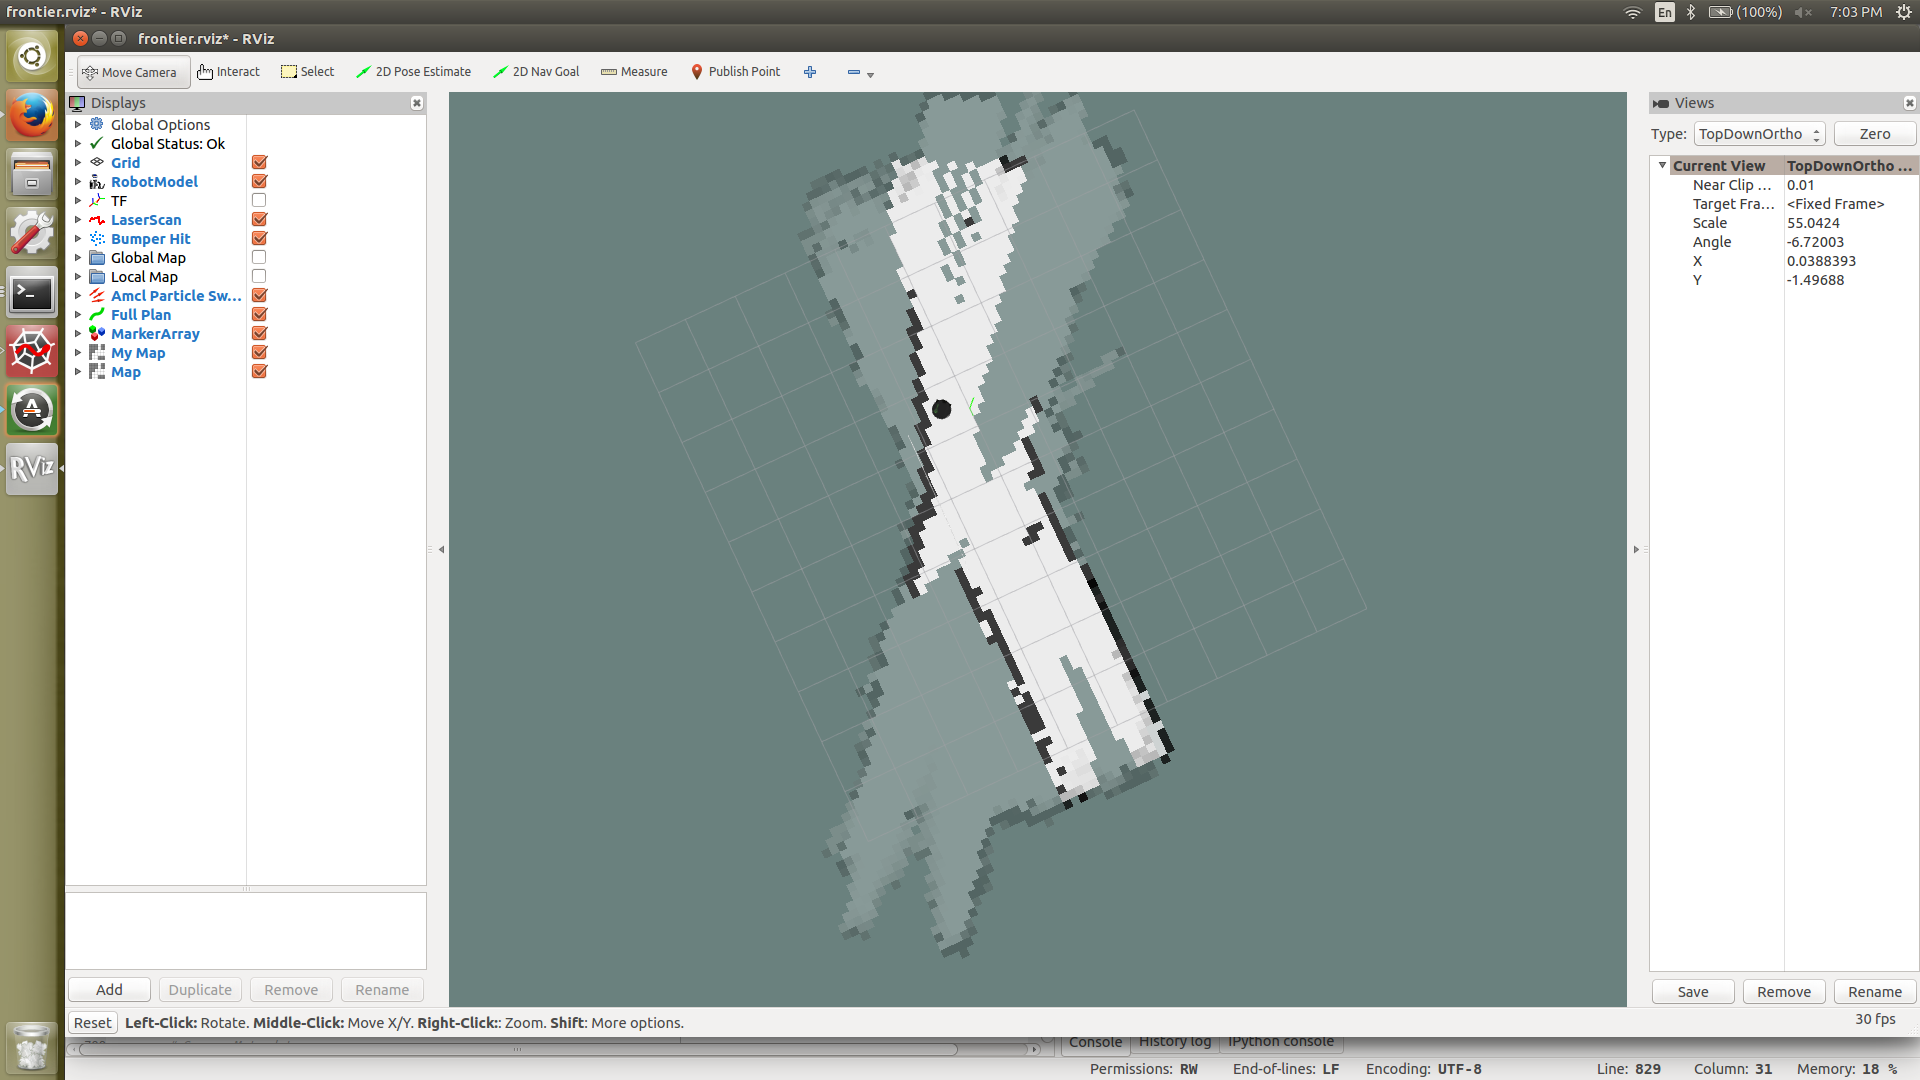 frontier.rviz* - RViz
En
(100%)
7:03 PM
frontier.rviz* - RViz
Move Camera
Interact
Select
2D Pose Estimate
2D Nav Goal
Measure
Publish Point
Displays
Global Options
Global Status: Ok
Grid
RobotModel
TF
LaserScan
Bumper Hit
Global Map
Local Map
Amcl Particle Sw...
Full Plan
MarkerArray
My Map
Map
Add
Duplicate
Remove
Rename
Reset
Left-Click: Rotate. Middle-Click: Move X/Y. Right-Click:: Zoom. Shift: More options.
Views
Type: TopDownOrtho
Zero
Current View TopDownOrtho ...
Near Clip ... 0.01
Target Fra... <Fixed Frame>
Scale 55.0424
Angle -6.72003
X 0.0388393
Y -1.49688
Save
Remove
Rename
30 fps
RViz
Console
History log
IPython console
Permissions: RW
End-of-lines: LF
Encoding: UTF-8
Line: 829
Column: 31
Memory: 18 %